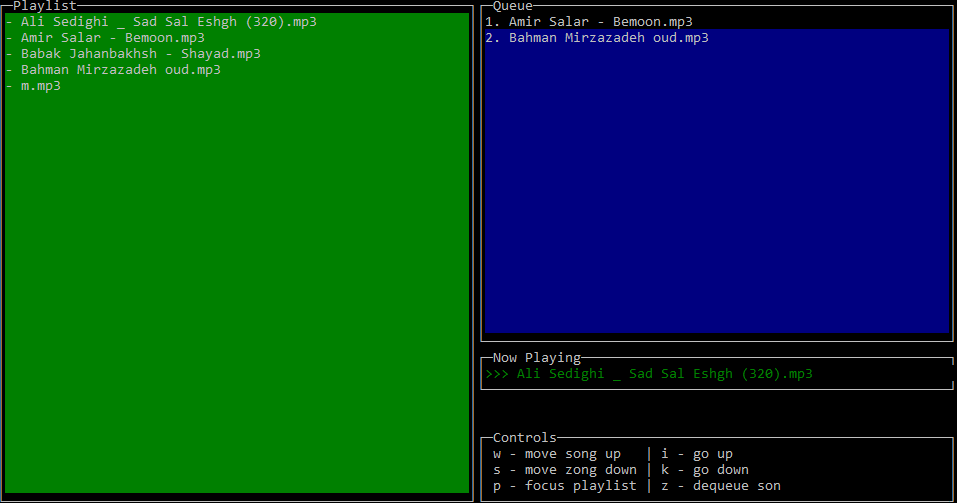 Playlist
- Ali Sedighi _ Sad Sal Eshgh (320).mp3
- Amir Salar - Bemoon.mp3
- Babak Jahanbakhsh - Shayad.mp3
- Bahman Mirzazadeh oud.mp3
- m.mp3
Queue
1. Amir Salar - Bemoon.mp3
2. Bahman Mirzazadeh oud.mp3
Now Playing
>>> Ali Sedighi _ Sad Sal Eshgh (320).mp3
Controls
w - move song up | i - go up
s - move zong down | k - go down
p - focus playlist | z - dequeue son